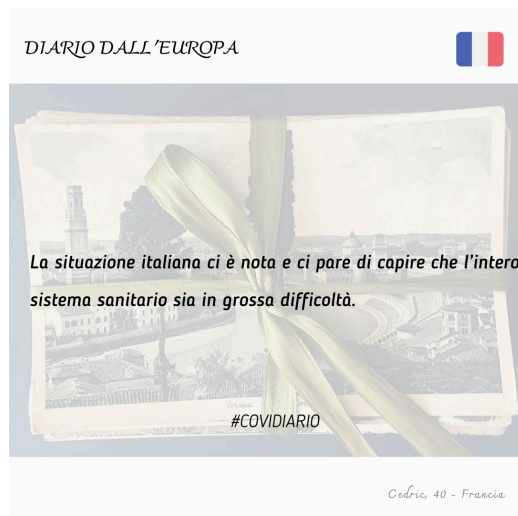 DIARIO DALL'EUROPA
La situazione italiana ci è nota e ci pare di capire che l'intero
sistema sanitario sia in grossa difficoltà.
Verona
#COVIDIARIO
Cedric, 40 - Francia